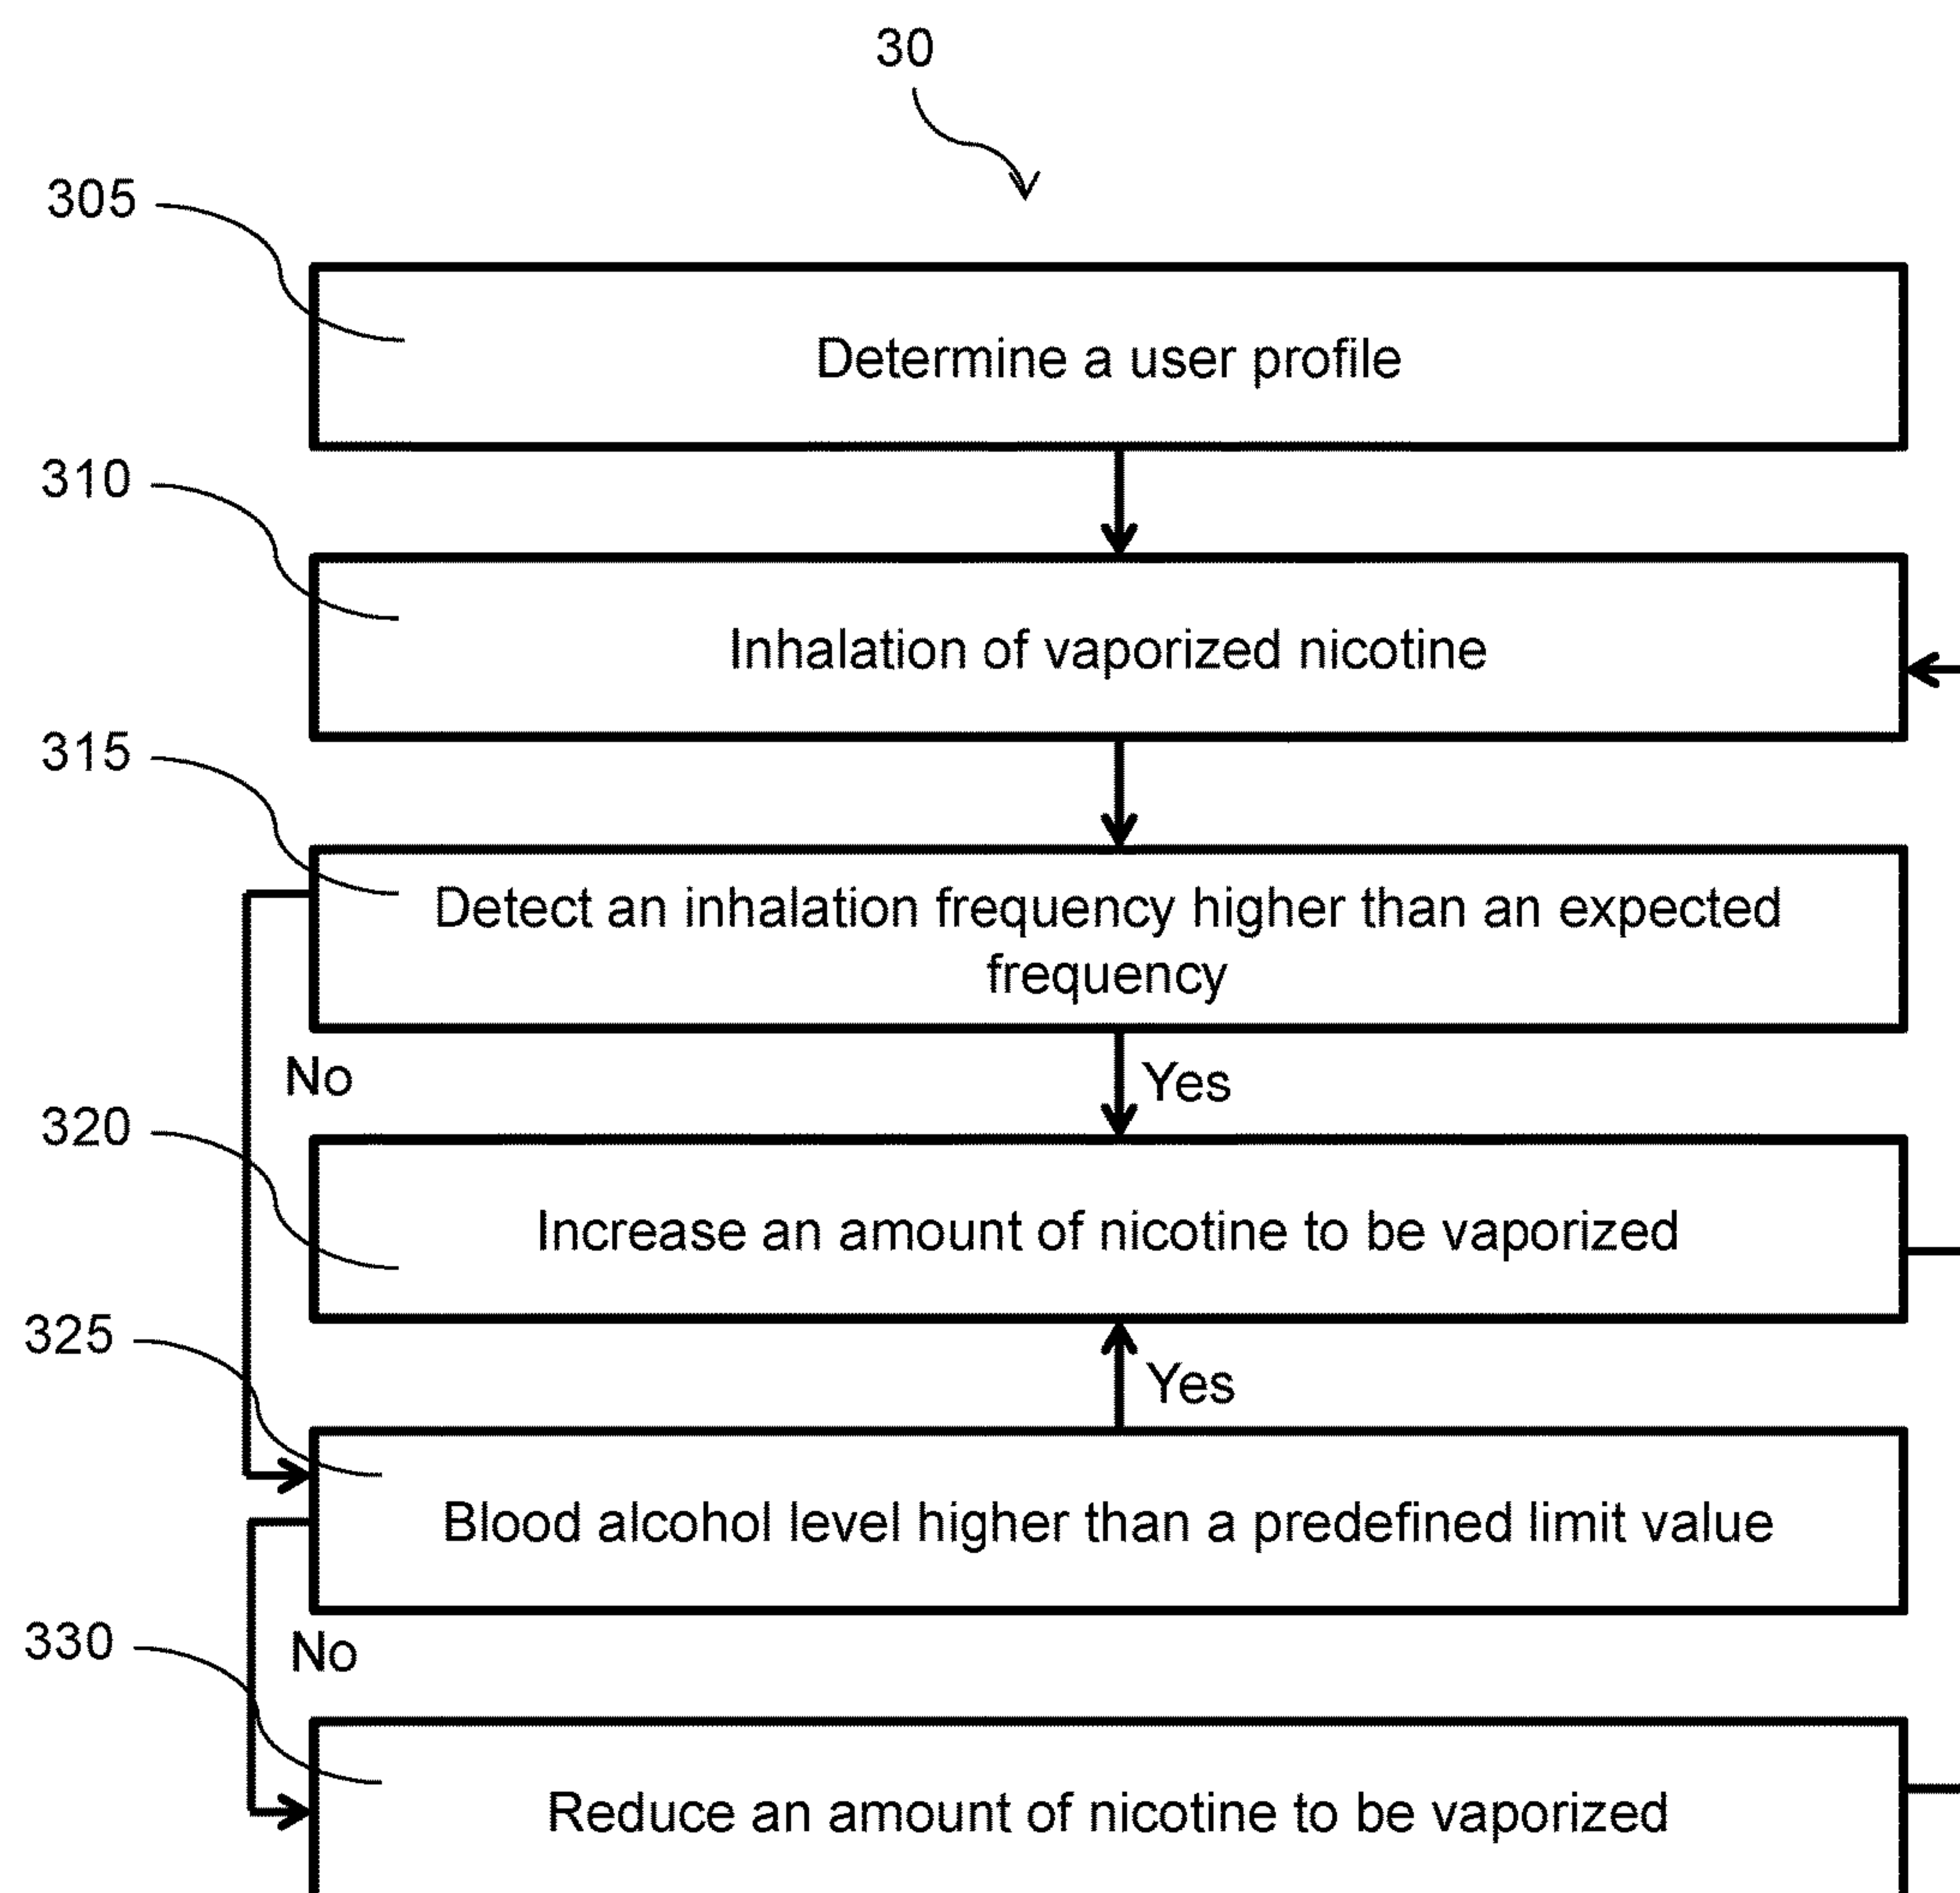 30
305
Determine a user profile
310
Inhalation of vaporized nicotine
315
Detect an inhalation frequency higher than an expected
frequency
No
Yes
320
Increase an amount of nicotine to be vaporized
325
Yes
Blood alcohol level higher than a predefined limit value
330
No
Reduce an amount of nicotine to be vaporized